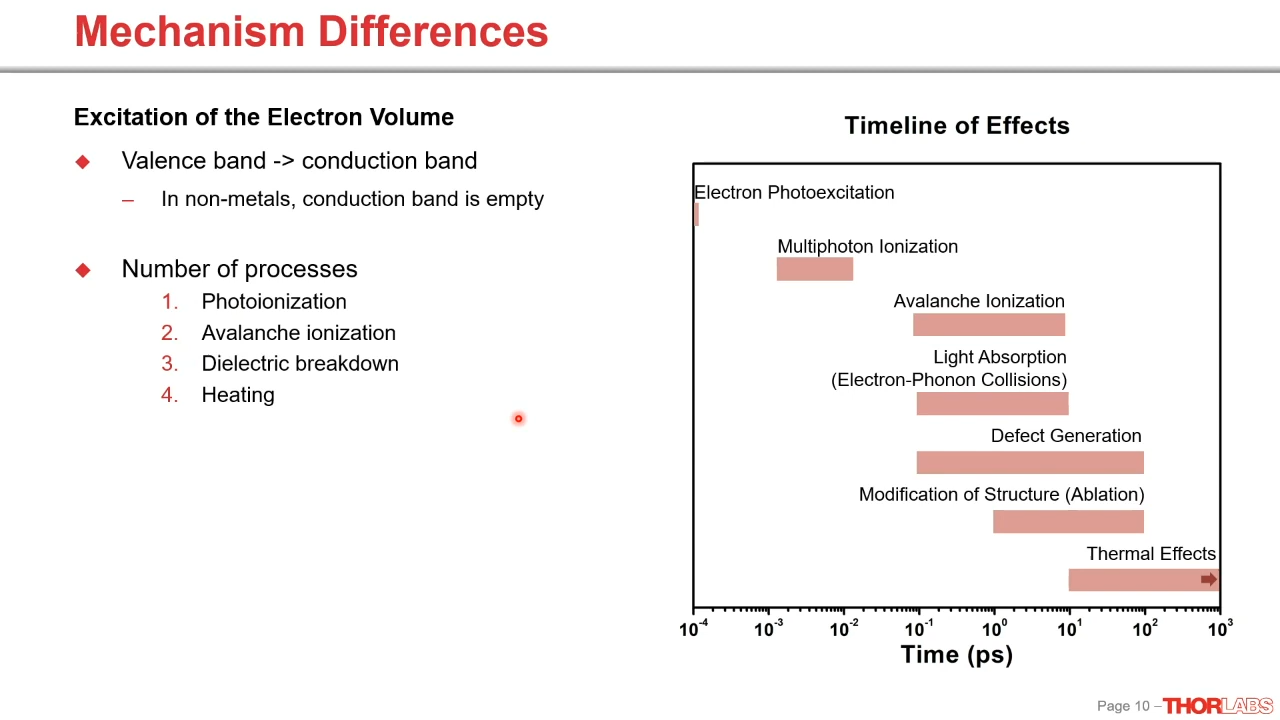 Mechanism Differences
Excitation of the Electron Volume
Valence band -> conduction band
– In non-metals, conduction band is empty
Number of processes
1. Photoionization
2. Avalanche ionization
3. Dielectric breakdown
4. Heating
Timeline of Effects
Electron Photoexcitation
Multiphoton Ionization
Avalanche Ionization
Light Absorption
(Electron-Phonon Collisions)
Defect Generation
Modification of Structure (Ablation)
Thermal Effects
10⁻⁴ 10⁻³ 10⁻² 10⁻¹ 10⁰ 10¹ 10² 10³
Time (ps)
Page 10 – THORLABS